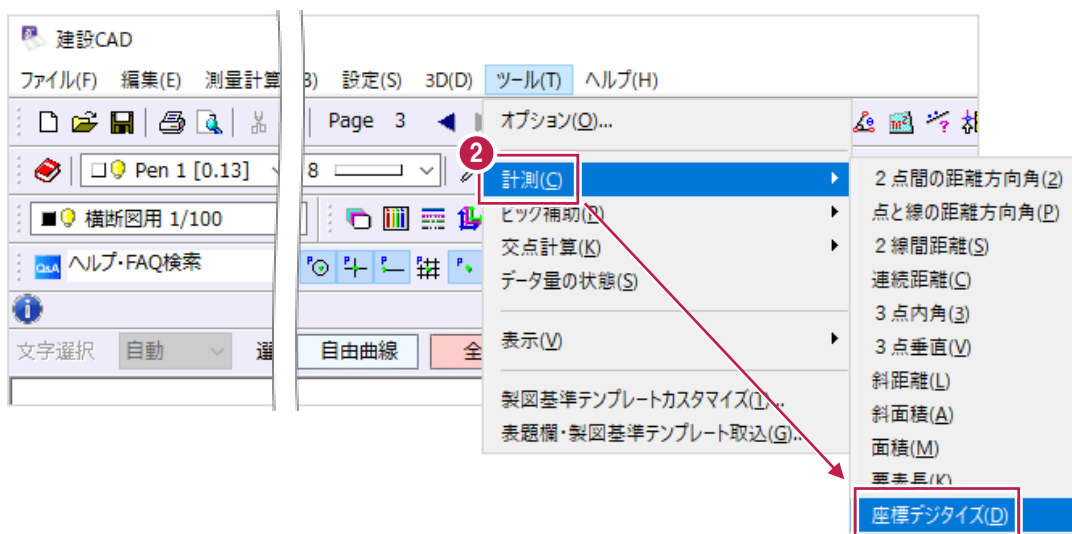 建設CAD
ファイル(F) 編集(E) 測量計算 B) 設定(S) 3D(D) ツール(T) ヘルプ(H)
Page 3
Pen 1 [0.13] 8
横断図用 1/100
Q&A ヘルプ・FAQ検索
文字選択 自動 選 自由曲線 全
オプション(O)...
2
計測(C)
ピック補助(P)
交点計算(K)
データ量の状態(S)
表示(V)
製図基準テンプレートカスタマイズ(T)...
表題欄・製図基準テンプレート取込(G)...
2点間の距離方向角(2)
点と線の距離方向角(P)
2線間距離(S)
連続距離(C)
3点内角(3)
3点垂直(V)
斜距離(L)
斜面積(A)
面積(M)
要素長(K)
座標デジタイズ(D)